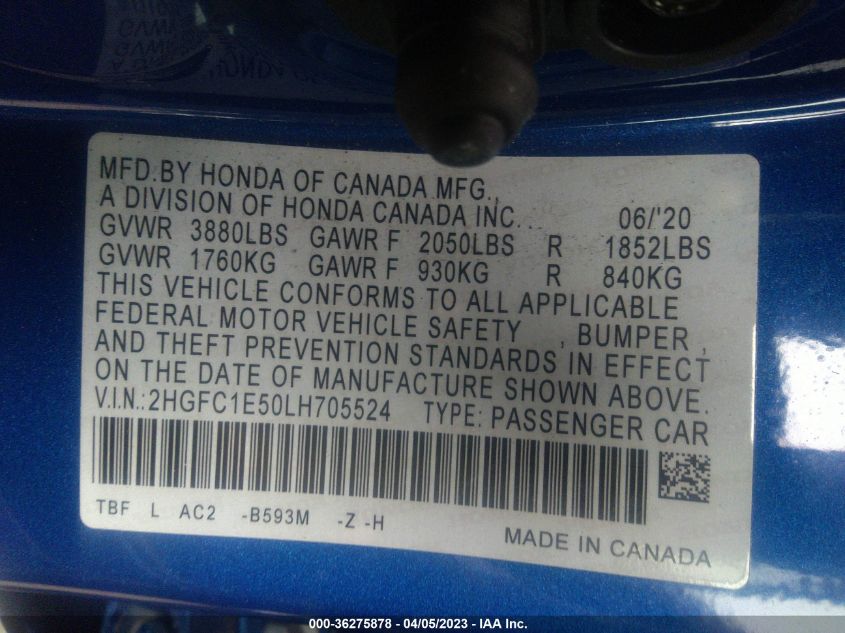 MFD.BY HONDA OF CANADA MFG.,
A DIVISION OF HONDA CANADA INC. 06/'20
GVWR 3880LBS GAWR F 2050LBS R 1852LBS
GVWR 1760KG GAWR F 930KG R 840KG
THIS VEHICLE CONFORMS TO ALL APPLICABLE
FEDERAL MOTOR VEHICLE SAFETY , BUMPER ,
AND THEFT PREVENTION STANDARDS IN EFFECT
ON THE DATE OF MANUFACTURE SHOWN ABOVE.
V.I.N.:2HGFC1E50LH705524 TYPE: PASSENGER CAR
TBF L AC2 -B593M -Z -H
MADE IN CANADA
000-36275878 - 04/05/2023 - IAA Inc.